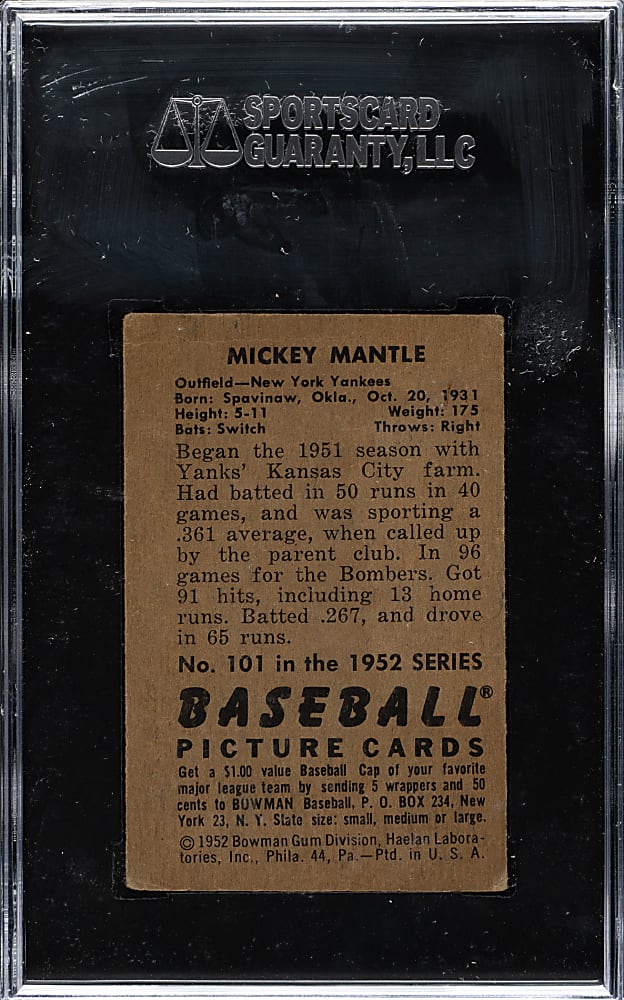 SPORTSCARD
GUARANTY, LLC
MICKEY MANTLE
Outfield—New York Yankees
Born: Spavinaw, Okla., Oct. 20, 1931
Height: 5-11 Weight: 175
Bats: Switch Throws: Right
Began the 1951 season with
Yanks' Kansas City farm.
Had batted in 50 runs in 40
games, and was sporting a
.361 average, when called up
by the parent club. In 96
games for the Bombers. Got
91 hits, including 13 home
runs. Batted .267, and drove
in 65 runs.
No. 101 in the 1952 SERIES
BASEBALL®
PICTURE CARDS
Get a $1.00 value Baseball Cap of your favorite
major league team by sending 5 wrappers and 50
cents to BOWMAN Baseball, P. O. BOX 234, New
York 23, N. Y. State size: small, medium or large.
© 1952 Bowman Gum Division, Haelan Labora-
tories, Inc., Phila. 44, Pa.—Ptd. in U. S. A.